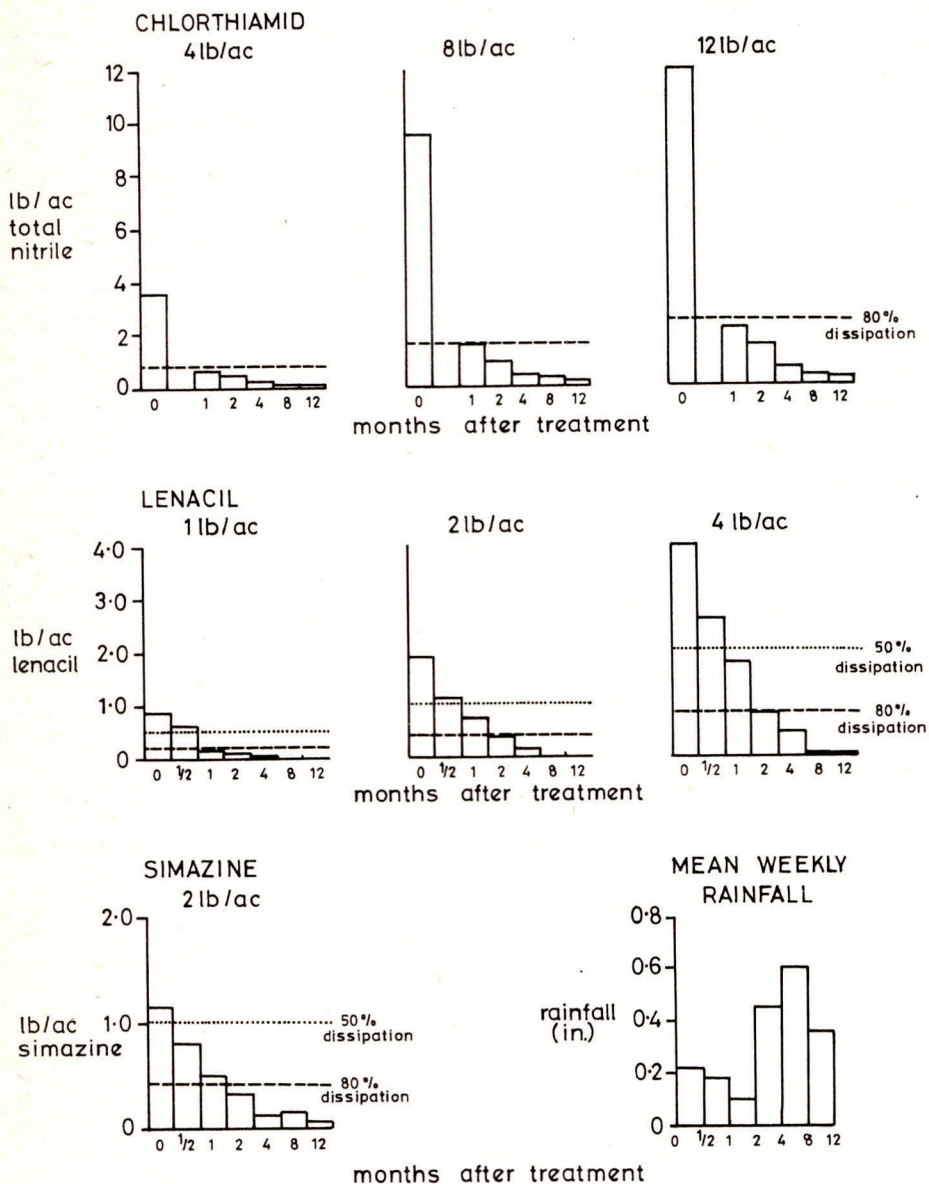 CHLORTHIAMID
4lb/ac
8lb/ac
12lb/ac
12
10
8
6
4
2
0
lb/ac
total
nitrile
80%
dissipation
0 1 2 4 8 12
0 1 2 4 8 12
0 1 2 4 8 12
months after treatment
LENACIL
1lb/ac
2lb/ac
4 lb/ac
4·0
3·0
2·0
1·0
0
lb/ac
lenacil
50%
dissipation
80%
dissipation
0 1/2 1 2 4 8 12
0 1/2 1 2 4 8 12
0 1/2 1 2 4 8 12
months after treatment
SIMAZINE
2lb/ac
2·0
1·0
0
lb/ac
simazine
50%
dissipation
80%
dissipation
0 1/2 1 2 4 8 12
MEAN WEEKLY
RAINFALL
0·8
0·6
0·4
0·2
0
rainfall
(in.)
0 1/2 1 2 4 8 12
months after treatment